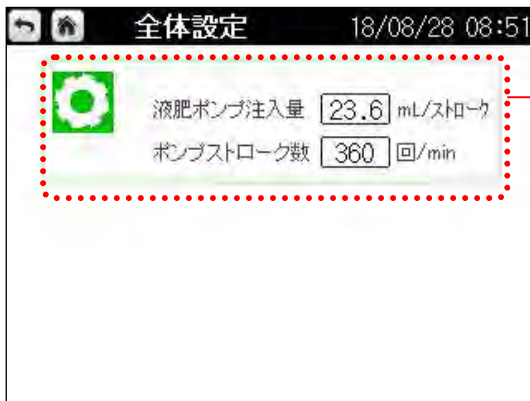 全体設定 18/08/28 08:51
液肥ポンプ注入量 23.6 mL/ストローク
ポンプストローク数 360 回/min